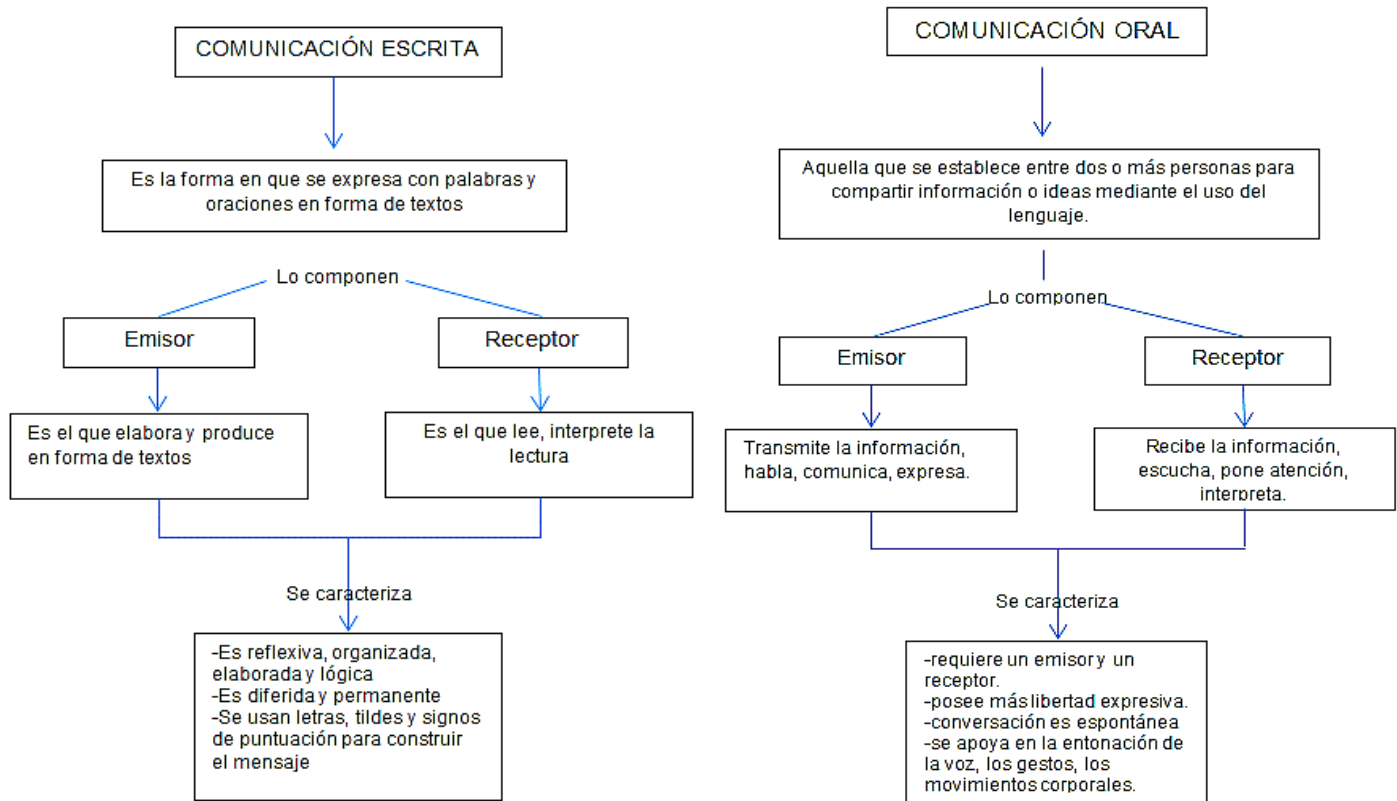 COMUNICACIÓN ESCRITA
Es la forma en que se expresa con palabras y
oraciones en forma de textos
Lo componen
Emisor
Receptor
Es el que elabora y produce
en forma de textos
Es el que lee, interprete la
lectura
Se caracteriza
-Es reflexiva, organizada,
elaborada y lógica
-Es diferida y permanente
-Se usan letras, tildes y signos
de puntuación para construir
el mensaje
COMUNICACIÓN ORAL
Aquella que se establece entre dos o más personas para
compartir información o ideas mediante el uso del
lenguaje.
Lo componen
Emisor
Receptor
Transmite la información,
habla, comunica, expresa.
Recibe la información,
escucha, pone atención,
interpreta.
Se caracteriza
-requiere un emisor y un
receptor.
-posee más libertad expresiva.
-conversación es espontánea
-se apoya en la entonación de
la voz, los gestos, los
movimientos corporales.